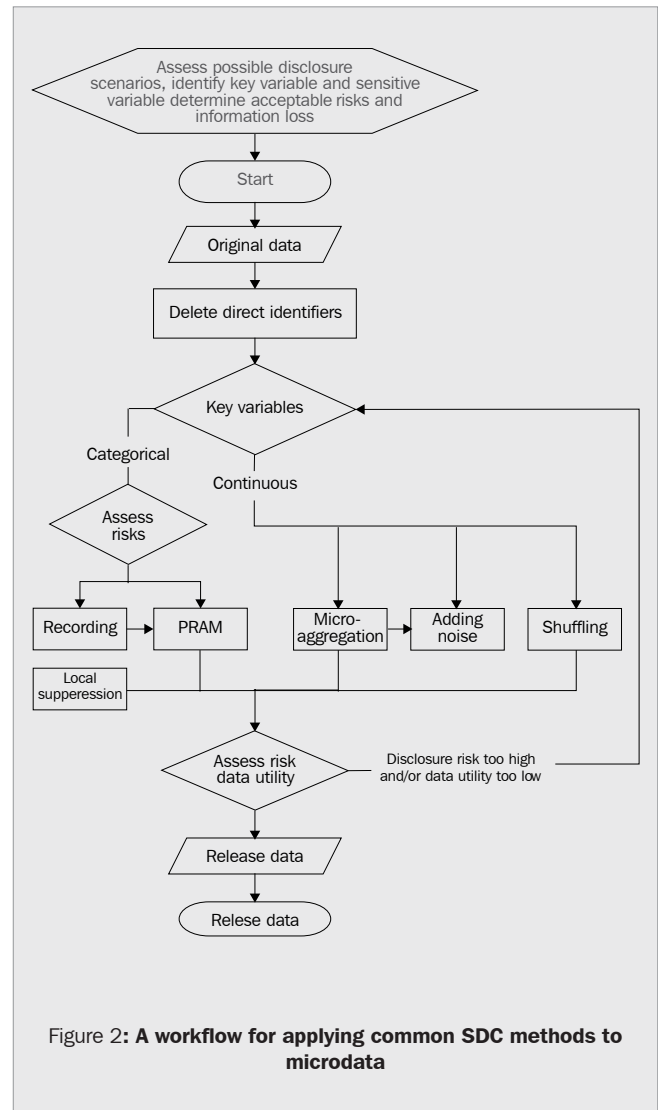 Assess possible disclosure
scenarios, identify key variable and sensitive
variable determine acceptable risks and
information loss
Start
Original data
Delete direct identifiers
Key variables
Categorical
Continuous
Assess
risks
Recording
PRAM
Micro-
aggregation
Adding
noise
Shuffling
Local
supperession
Assess risk
data utility
Disclosure risk too high
and/or data utility too low
Release data
Relese data
Figure 2: A workflow for applying common SDC methods to
microdata